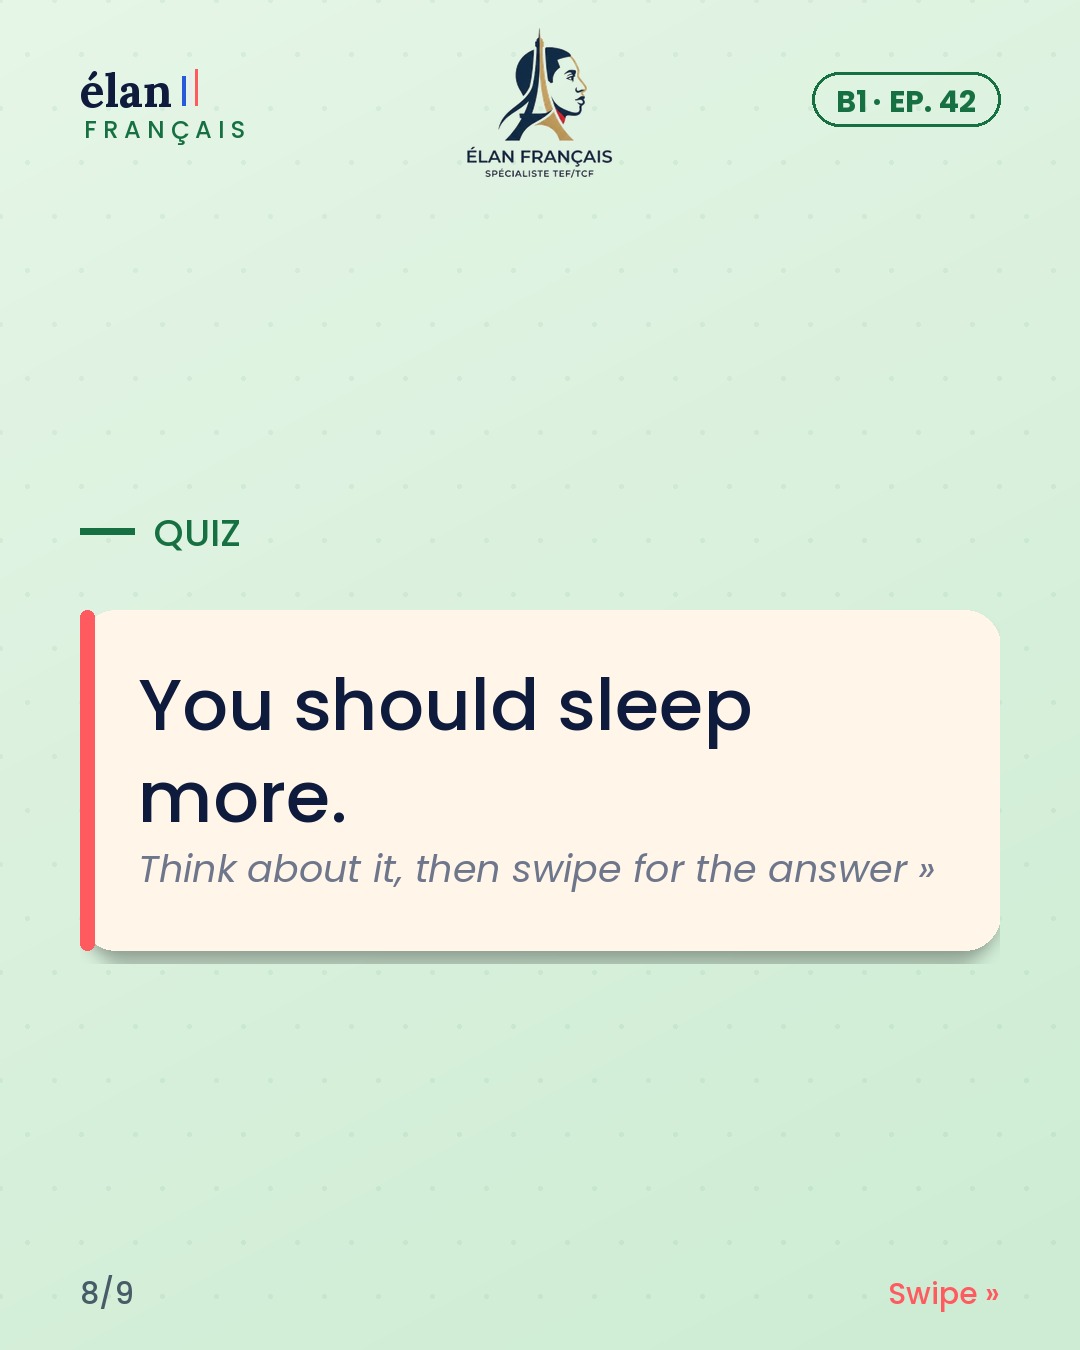 élan
FRANÇAIS
ÉLAN FRANÇAIS
SPÉCIALISTE TEF/TCF
B1 · EP. 42
QUIZ
You should sleep
more.
Think about it, then swipe for the answer »
8/9
Swipe »